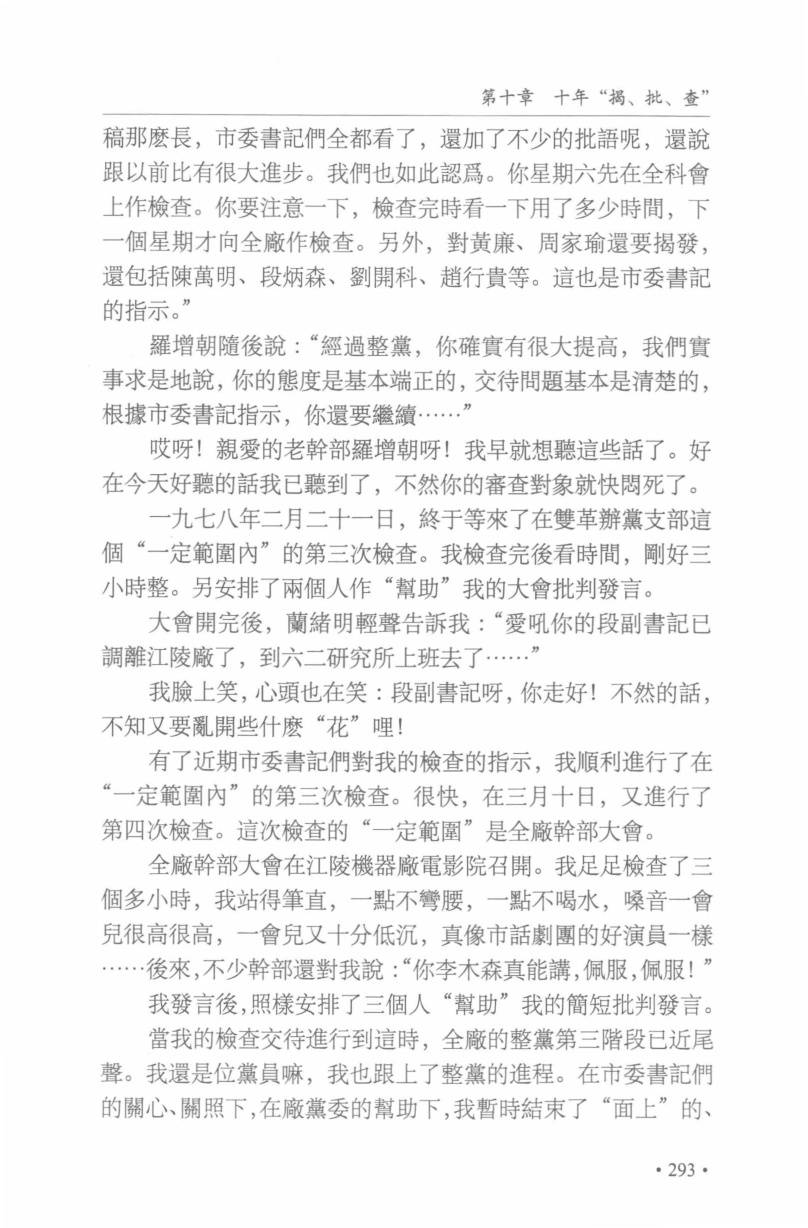 第十章　十年“揭、批、查”
稿那麽長，市委書記們全都看了，還加了不少的批語呢，還說
跟以前比有很大進步。我們也如此認爲。你星期六先在全科會
上作檢查。你要注意一下，檢查完時看一下用了多少時間，下
一個星期才向全廠作檢查。另外，對黃廉、周家瑜還要揭發，
還包括陳萬明、段炳森、劉開科、趙行貴等。這也是市委書記
的指示。”
羅增朝隨後說：“經過整黨，你確實有很大提高，我們實
事求是地說，你的態度是基本端正的，交待問題基本是清楚的，
根據市委書記指示，你還要繼續……”
哎呀！親愛的老幹部羅增朝呀！我早就想聽這些話了。好
在今天好聽的話我已聽到了，不然你的審查對象就快悶死了。
一九七八年二月二十一日，終于等來了在雙革辦黨支部這
個“一定範圍內”的第三次檢查。我檢查完後看時間，剛好三
小時整。另安排了兩個人作“幫助”我的大會批判發言。
大會開完後，蘭緒明輕聲告訴我：“愛吼你的段副書記已
調離江陵廠了，到六二研究所上班去了……”
我臉上笑，心頭也在笑：段副書記呀，你走好！不然的話，
不知又要亂開些什麽“花”哩！
有了近期市委書記們對我的檢查的指示，我順利進行了在
“一定範圍內”的第三次檢查。很快，在三月十日，又進行了
第四次檢查。這次檢查的“一定範圍”是全廠幹部大會。
全廠幹部大會在江陵機器廠電影院召開。我足足檢查了三
個多小時，我站得筆直，一點不彎腰，一點不喝水，嗓音一會
兒很高很高，一會兒又十分低沉，真像市話劇團的好演員一樣
……後來，不少幹部還對我說：“你李木森真能講，佩服，佩服！”
我發言後，照樣安排了三個人“幫助”我的簡短批判發言。
當我的檢查交待進行到這時，全廠的整黨第三階段已近尾
聲。我還是位黨員嘛，我也跟上了整黨的進程。在市委書記們
的關心、關照下，在廠黨委的幫助下，我暫時結束了“面上”的、
•293•